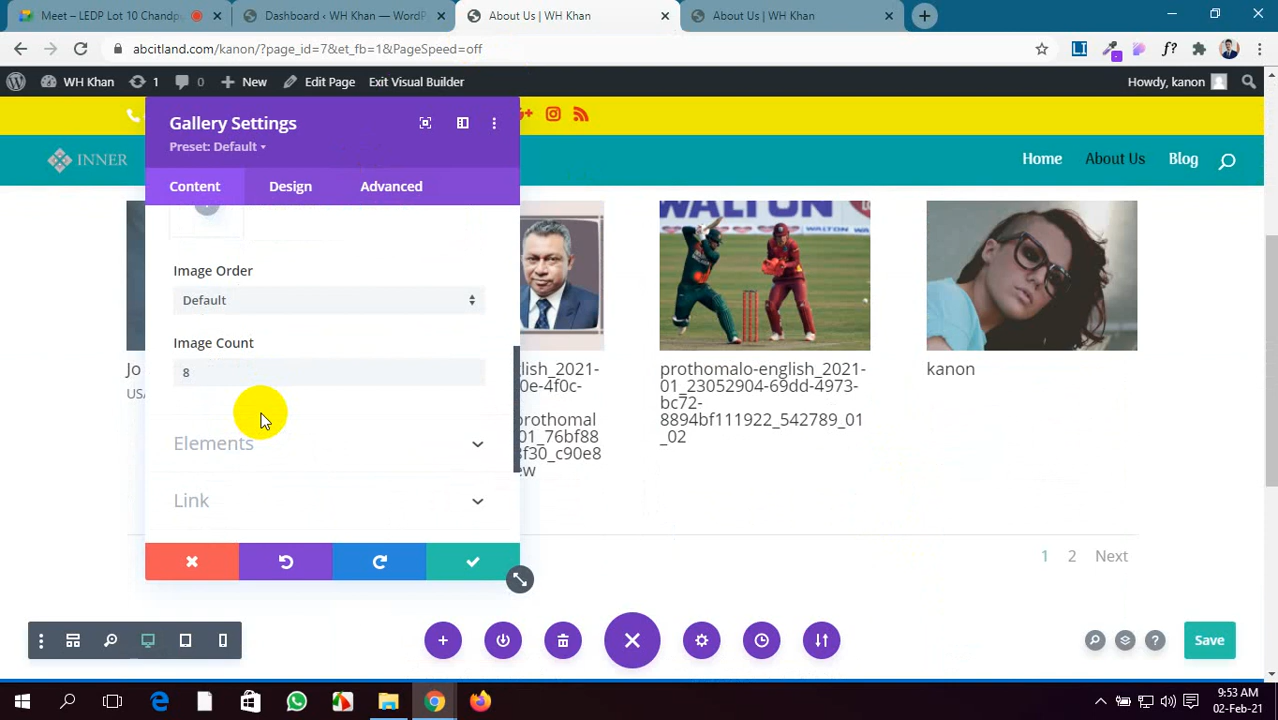 Meet – LEDP Lot 10 Chandp
Dashboard ‹ WH Khan — WordP
About Us | WH Khan
About Us | WH Khan
abcitland.com/kanon/?page_id=7&et_fb=1&PageSpeed=off
WH Khan
1
0
New
Edit Page
Exit Visual Builder
Howdy, kanon
INNER
Home
About Us
Blog
Gallery Settings
Preset: Default
Content
Design
Advanced
Image Order
Default
Image Count
8
Elements
Link
Jo
USA
glish_2021-
0e-4f0c-
prothomal
01_76bf88
8f30_c90e8
ew
WALTON
prothomalo-english_2021-
01_23052904-69dd-4973-
bc72-
8894bf111922_542789_01
_02
kanon
1 2 Next
Save
9:53 AM
02-Feb-21